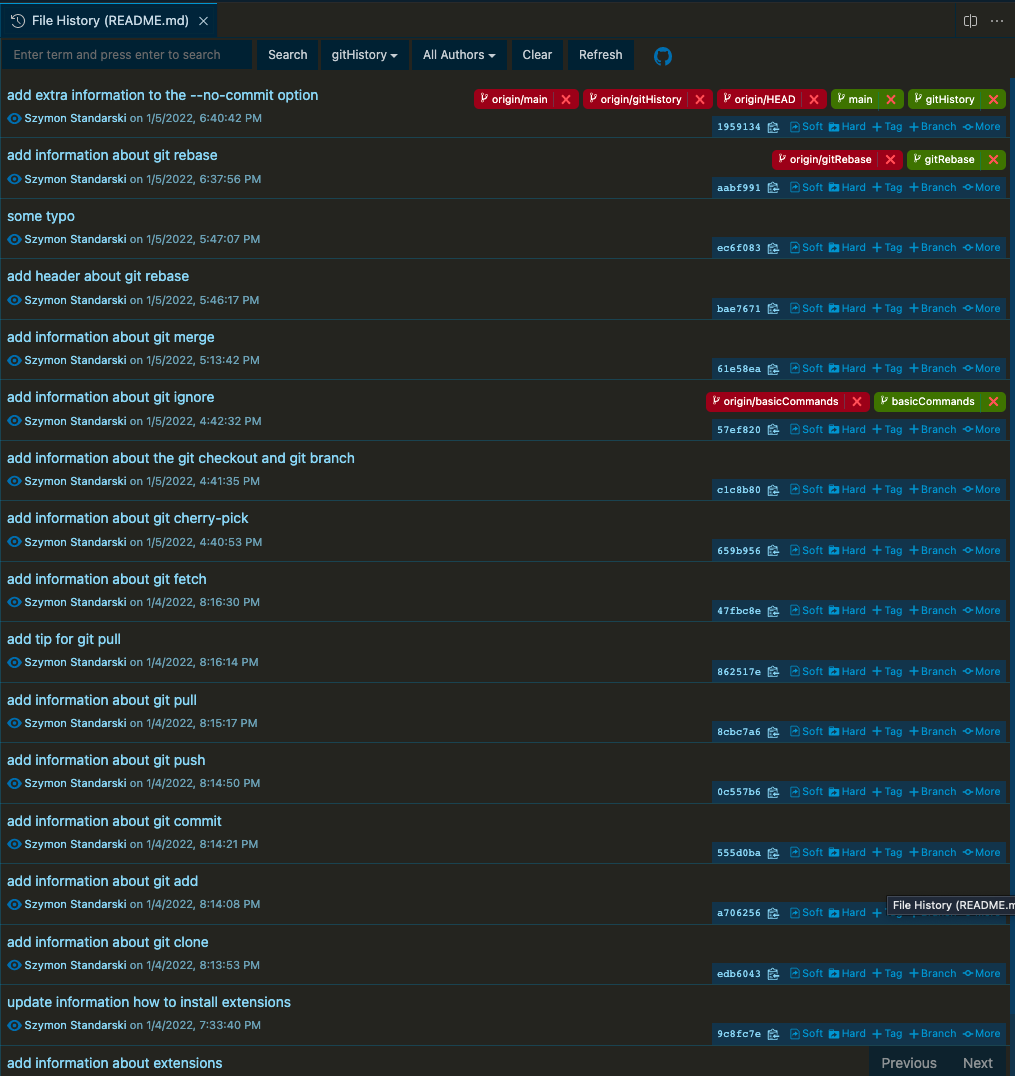 File History (README.md)
Enter term and press enter to search Search gitHistory All Authors Clear Refresh
add extra information to the --no-commit option origin/main origin/gitHistory origin/HEAD main gitHistory
Szymon Standarski on 1/5/2022, 6:40:42 PM 1959134 Soft Hard + Tag + Branch More
add information about git rebase origin/gitRebase gitRebase
Szymon Standarski on 1/5/2022, 6:37:56 PM aabf991 Soft Hard + Tag + Branch More
some typo
Szymon Standarski on 1/5/2022, 5:47:07 PM ec6f083 Soft Hard + Tag + Branch More
add header about git rebase
Szymon Standarski on 1/5/2022, 5:46:17 PM bae7671 Soft Hard + Tag + Branch More
add information about git merge
Szymon Standarski on 1/5/2022, 5:13:42 PM 61e58ea Soft Hard + Tag + Branch More
add information about git ignore origin/basicCommands basicCommands
Szymon Standarski on 1/5/2022, 4:42:32 PM 57ef820 Soft Hard + Tag + Branch More
add information about the git checkout and git branch
Szymon Standarski on 1/5/2022, 4:41:35 PM c1c8b80 Soft Hard + Tag + Branch More
add information about git cherry-pick
Szymon Standarski on 1/5/2022, 4:40:53 PM 659b956 Soft Hard + Tag + Branch More
add information about git fetch
Szymon Standarski on 1/4/2022, 8:16:30 PM 47fbc8e Soft Hard + Tag + Branch More
add tip for git pull
Szymon Standarski on 1/4/2022, 8:16:14 PM 862517e Soft Hard + Tag + Branch More
add information about git pull
Szymon Standarski on 1/4/2022, 8:15:17 PM 8cbc7a6 Soft Hard + Tag + Branch More
add information about git push
Szymon Standarski on 1/4/2022, 8:14:50 PM 0c557b6 Soft Hard + Tag + Branch More
add information about git commit
Szymon Standarski on 1/4/2022, 8:14:21 PM 555d0ba Soft Hard + Tag + Branch More
add information about git add
Szymon Standarski on 1/4/2022, 8:14:08 PM a706256 Soft Hard + File History (README.m
add information about git clone
Szymon Standarski on 1/4/2022, 8:13:53 PM edb6043 Soft Hard + Tag + Branch More
update information how to install extensions
Szymon Standarski on 1/4/2022, 7:33:40 PM 9c8fc7e Soft Hard + Tag + Branch More
add information about extensions Previous Next